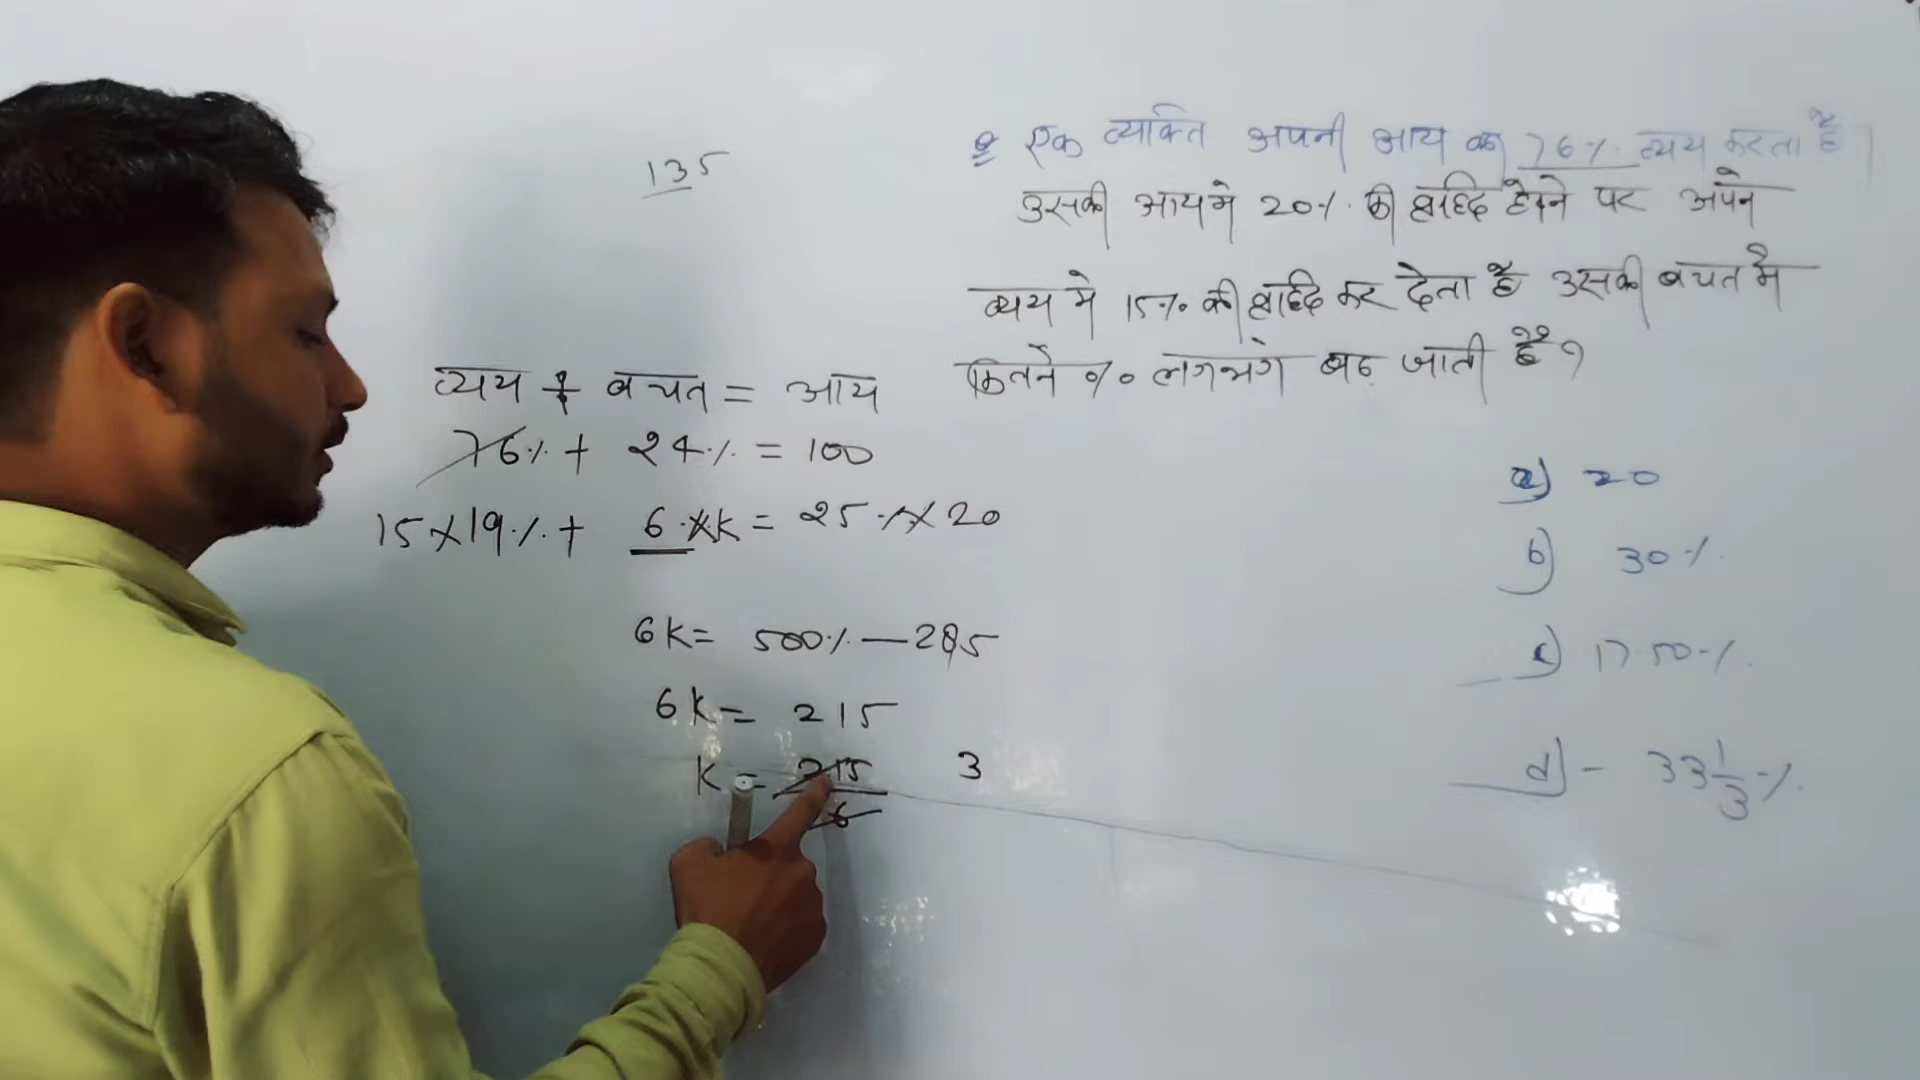 135
Q एक व्यक्ति अपनी आय का 76% व्यय करता है।
उसकी आय मे 20% की वृद्धि होने पर अपने
व्यय मे 15% की वृद्धि कर देता है उसकी बचत मे
कितने % लगभग बढ़ जाती है?
व्यय + बचत = आय
76% + 24% = 100
15×19% + 6×K = 25%×20
6K= 500% — 285
6K= 215
K= 215/6 3
a) 20
b) 30%
c) 17.50%
d) - 33 1/3%